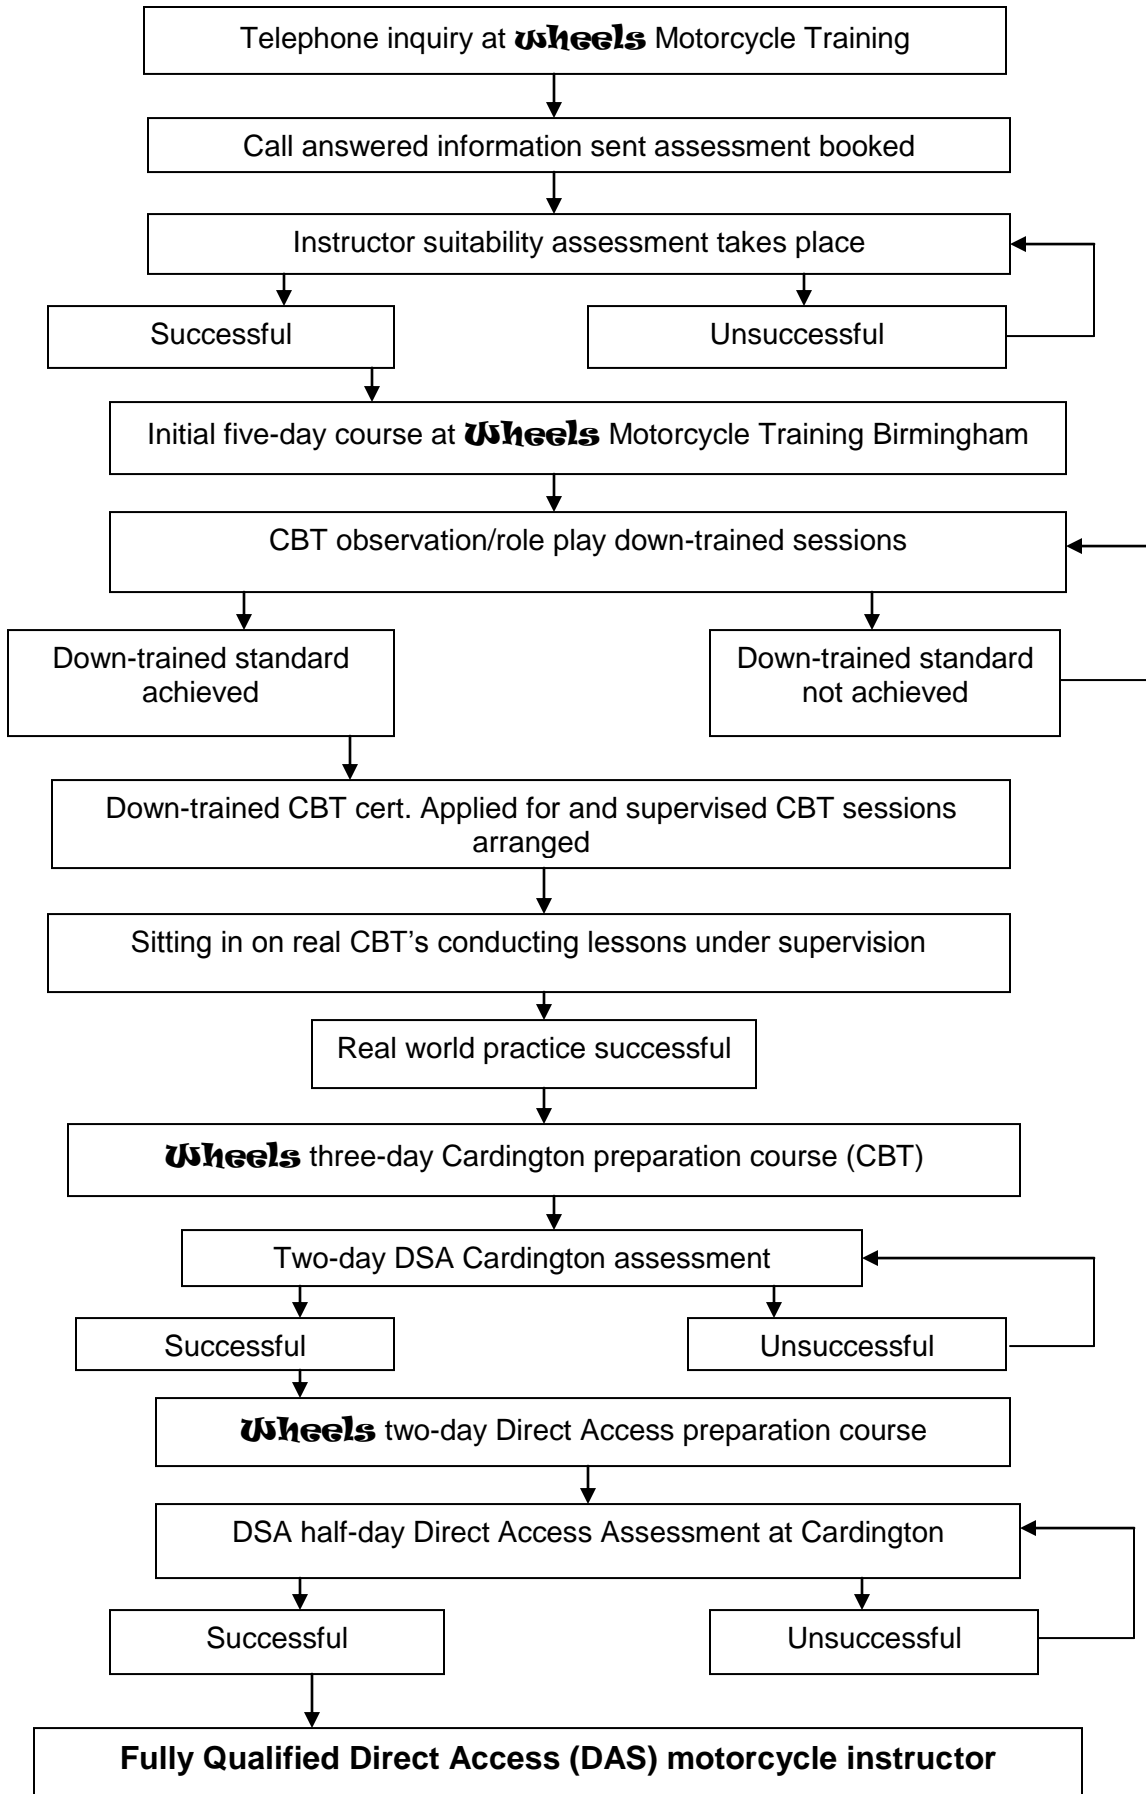 Telephone inquiry at wheels Motorcycle Training
Call answered information sent assessment booked
Instructor suitability assessment takes place
Successful
Unsuccessful
Initial five-day course at Wheels Motorcycle Training Birmingham
CBT observation/role play down-trained sessions
Down-trained standard
achieved
Down-trained standard
not achieved
Down-trained CBT cert. Applied for and supervised CBT sessions
arranged
Sitting in on real CBT's conducting lessons under supervision
Real world practice successful
Wheels three-day Cardington preparation course (CBT)
Two-day DSA Cardington assessment
Successful
Unsuccessful
Wheels two-day Direct Access preparation course
DSA half-day Direct Access Assessment at Cardington
Successful
Unsuccessful
Fully Qualified Direct Access (DAS) motorcycle instructor